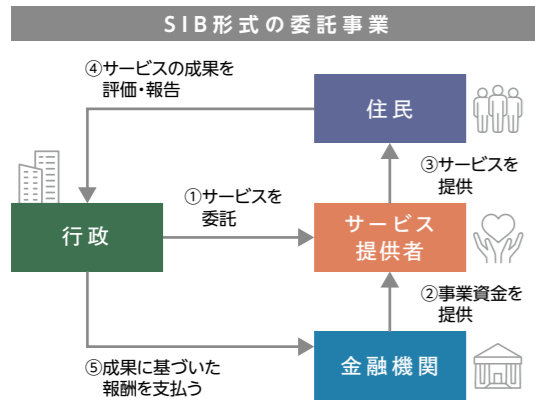 SIB形式の委託事業
④サービスの成果を
評価・報告
住民
③サービスを
提供
①サービスを
委託
行政
サービス
提供者
②事業資金を
提供
⑤成果に基づいた
報酬を支払う
金融機関